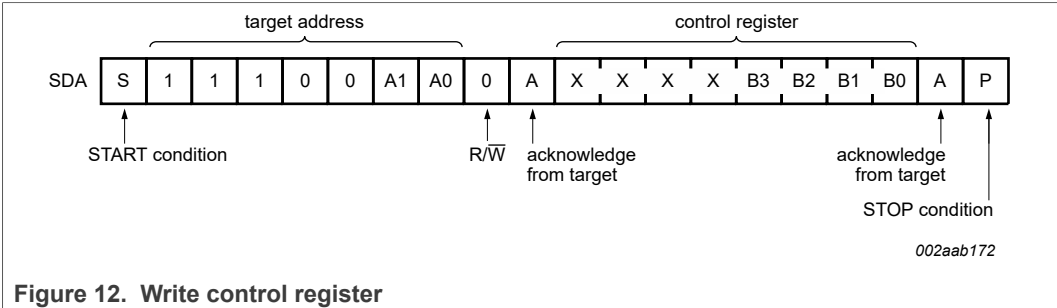 target address control register
SDA S 1 1 1 0 0 A1 A0 0 A X X X X B3 B2 B1 B0 A P
START condition R/W̅ acknowledge from target acknowledge from target
STOP condition
002aab172
Figure 12. Write control register